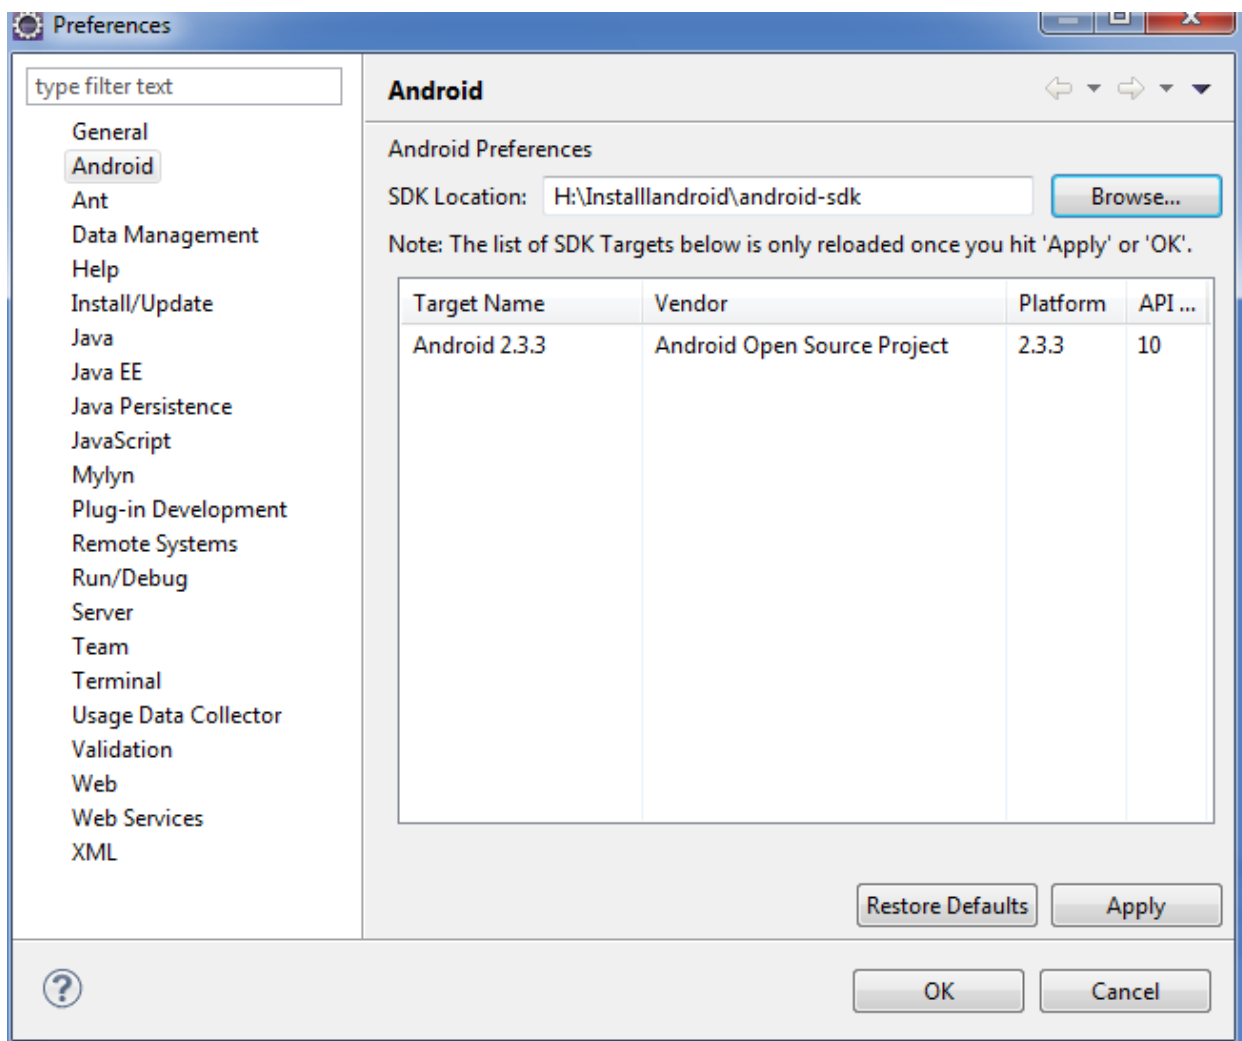 Preferences
type filter text
General
Android
Ant
Data Management
Help
Install/Update
Java
Java EE
Java Persistence
JavaScript
Mylyn
Plug-in Development
Remote Systems
Run/Debug
Server
Team
Terminal
Usage Data Collector
Validation
Web
Web Services
XML
Android
Android Preferences
SDK Location: H:\Installlandroid\android-sdk Browse...
Note: The list of SDK Targets below is only reloaded once you hit 'Apply' or 'OK'.
Target Name Vendor Platform API ...
Android 2.3.3 Android Open Source Project 2.3.3 10
Restore Defaults Apply
? OK Cancel